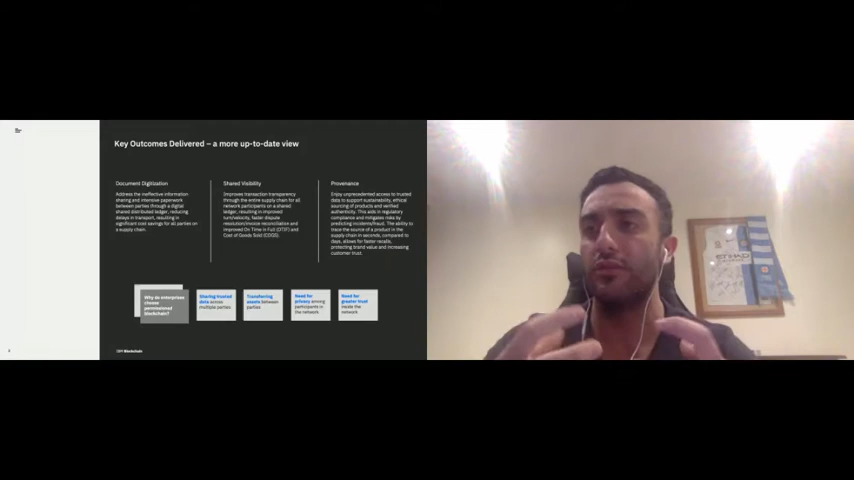 Key Outcomes Delivered – a more up-to-date view
Document Digitization
Address the ineffective information
sharing and intensive paperwork
between parties through a digital
shared distributed ledger, reducing
delays in transport, resulting in
significant cost savings for all parties on
a supply chain.
Shared Visibility
Improves transaction transparency
through the entire supply chain for all
network participants on a shared
ledger, resulting in improved
turn/velocity, faster dispute
resolution/invoice reconciliation and
improved On Time in Full (OTIF) and
Cost of Goods Sold (COGS).
Provenance
Enjoy unprecedented access to trusted
data to support sustainability, ethical
sourcing of products and verified
authenticity. This aids in regulatory
compliance and mitigates risks by
predicting incidents/fraud. The ability to
trace the source of a product in the
supply chain in seconds, compared to
days, allows for faster recalls,
protecting brand value and increasing
customer trust.
Why do enterprises
choose
permissioned
blockchain?
Sharing trusted
data across
multiple parties
Transferring
assets between
parties
Need for
privacy among
participants in
the network
Need for
greater trust
inside the
network
IBM Blockchain
ETIHAD